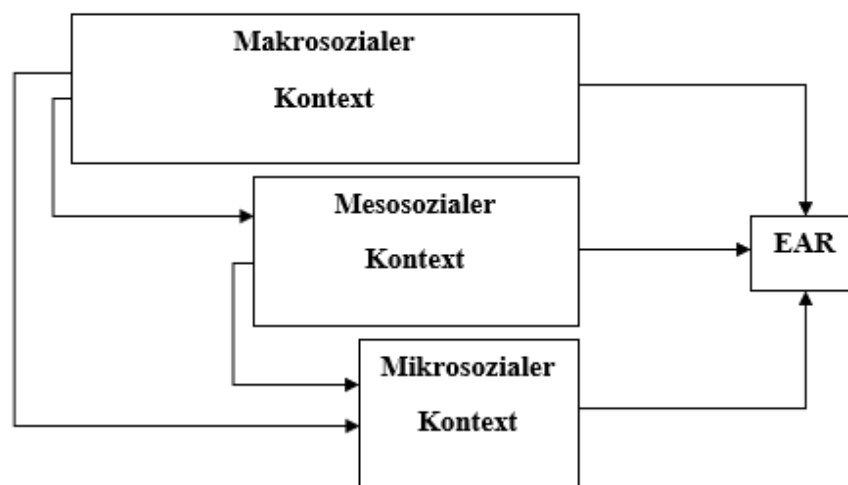 Makrosozialer
Kontext
Mesosozialer
Kontext
EAR
Mikrosozialer
Kontext